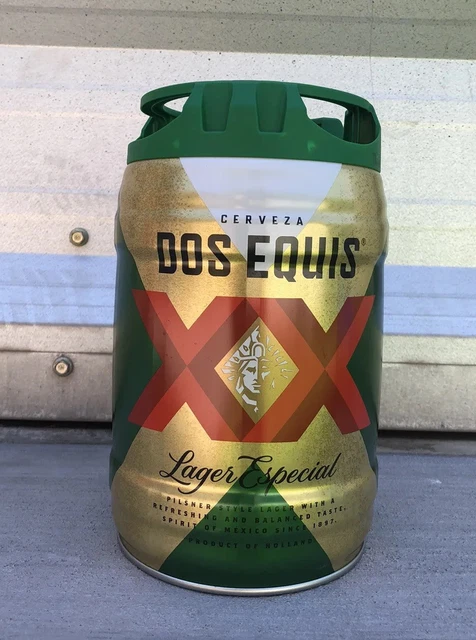 CERVEZA
DOS EQUIS®
XX
Lager Especial
PILSNER STYLE LAGER WITH A
REFRESHING AND BALANCED TASTE.
SPIRIT OF MEXICO SINCE 1897.
PRODUCT OF HOLLAND